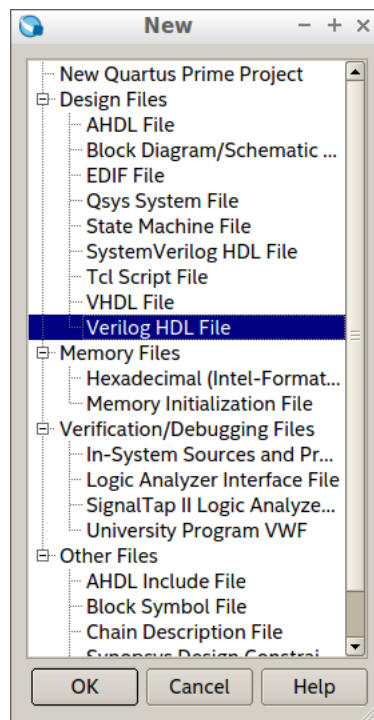 New
New Quartus Prime Project
Design Files
AHDL File
Block Diagram/Schematic ...
EDIF File
Qsys System File
State Machine File
SystemVerilog HDL File
Tcl Script File
VHDL File
Verilog HDL File
Memory Files
Hexadecimal (Intel-Format...
Memory Initialization File
Verification/Debugging Files
In-System Sources and Pr...
Logic Analyzer Interface File
SignalTap II Logic Analyze...
University Program VWF
Other Files
AHDL Include File
Block Symbol File
Chain Description File
Synopsys Design Constrai
OK Cancel Help